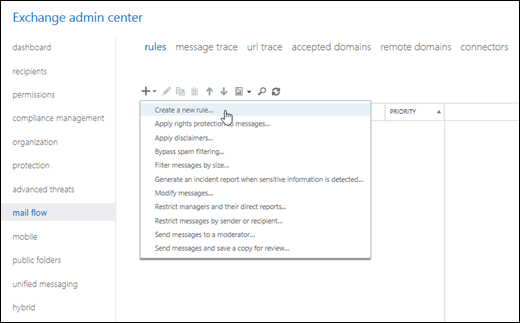 Exchange admin center
dashboard
recipients
permissions
compliance management
organization
protection
advanced threats
mail flow
mobile
public folders
unified messaging
hybrid
rules message trace url trace accepted domains remote domains connectors
PRIORITY
Create a new rule...
Apply rights protection to messages...
Apply disclaimers...
Bypass spam filtering...
Filter messages by size...
Generate an incident report when sensitive information is detected...
Modify messages...
Restrict managers and their direct reports...
Restrict messages by sender or recipient...
Send messages to a moderator...
Send messages and save a copy for review...